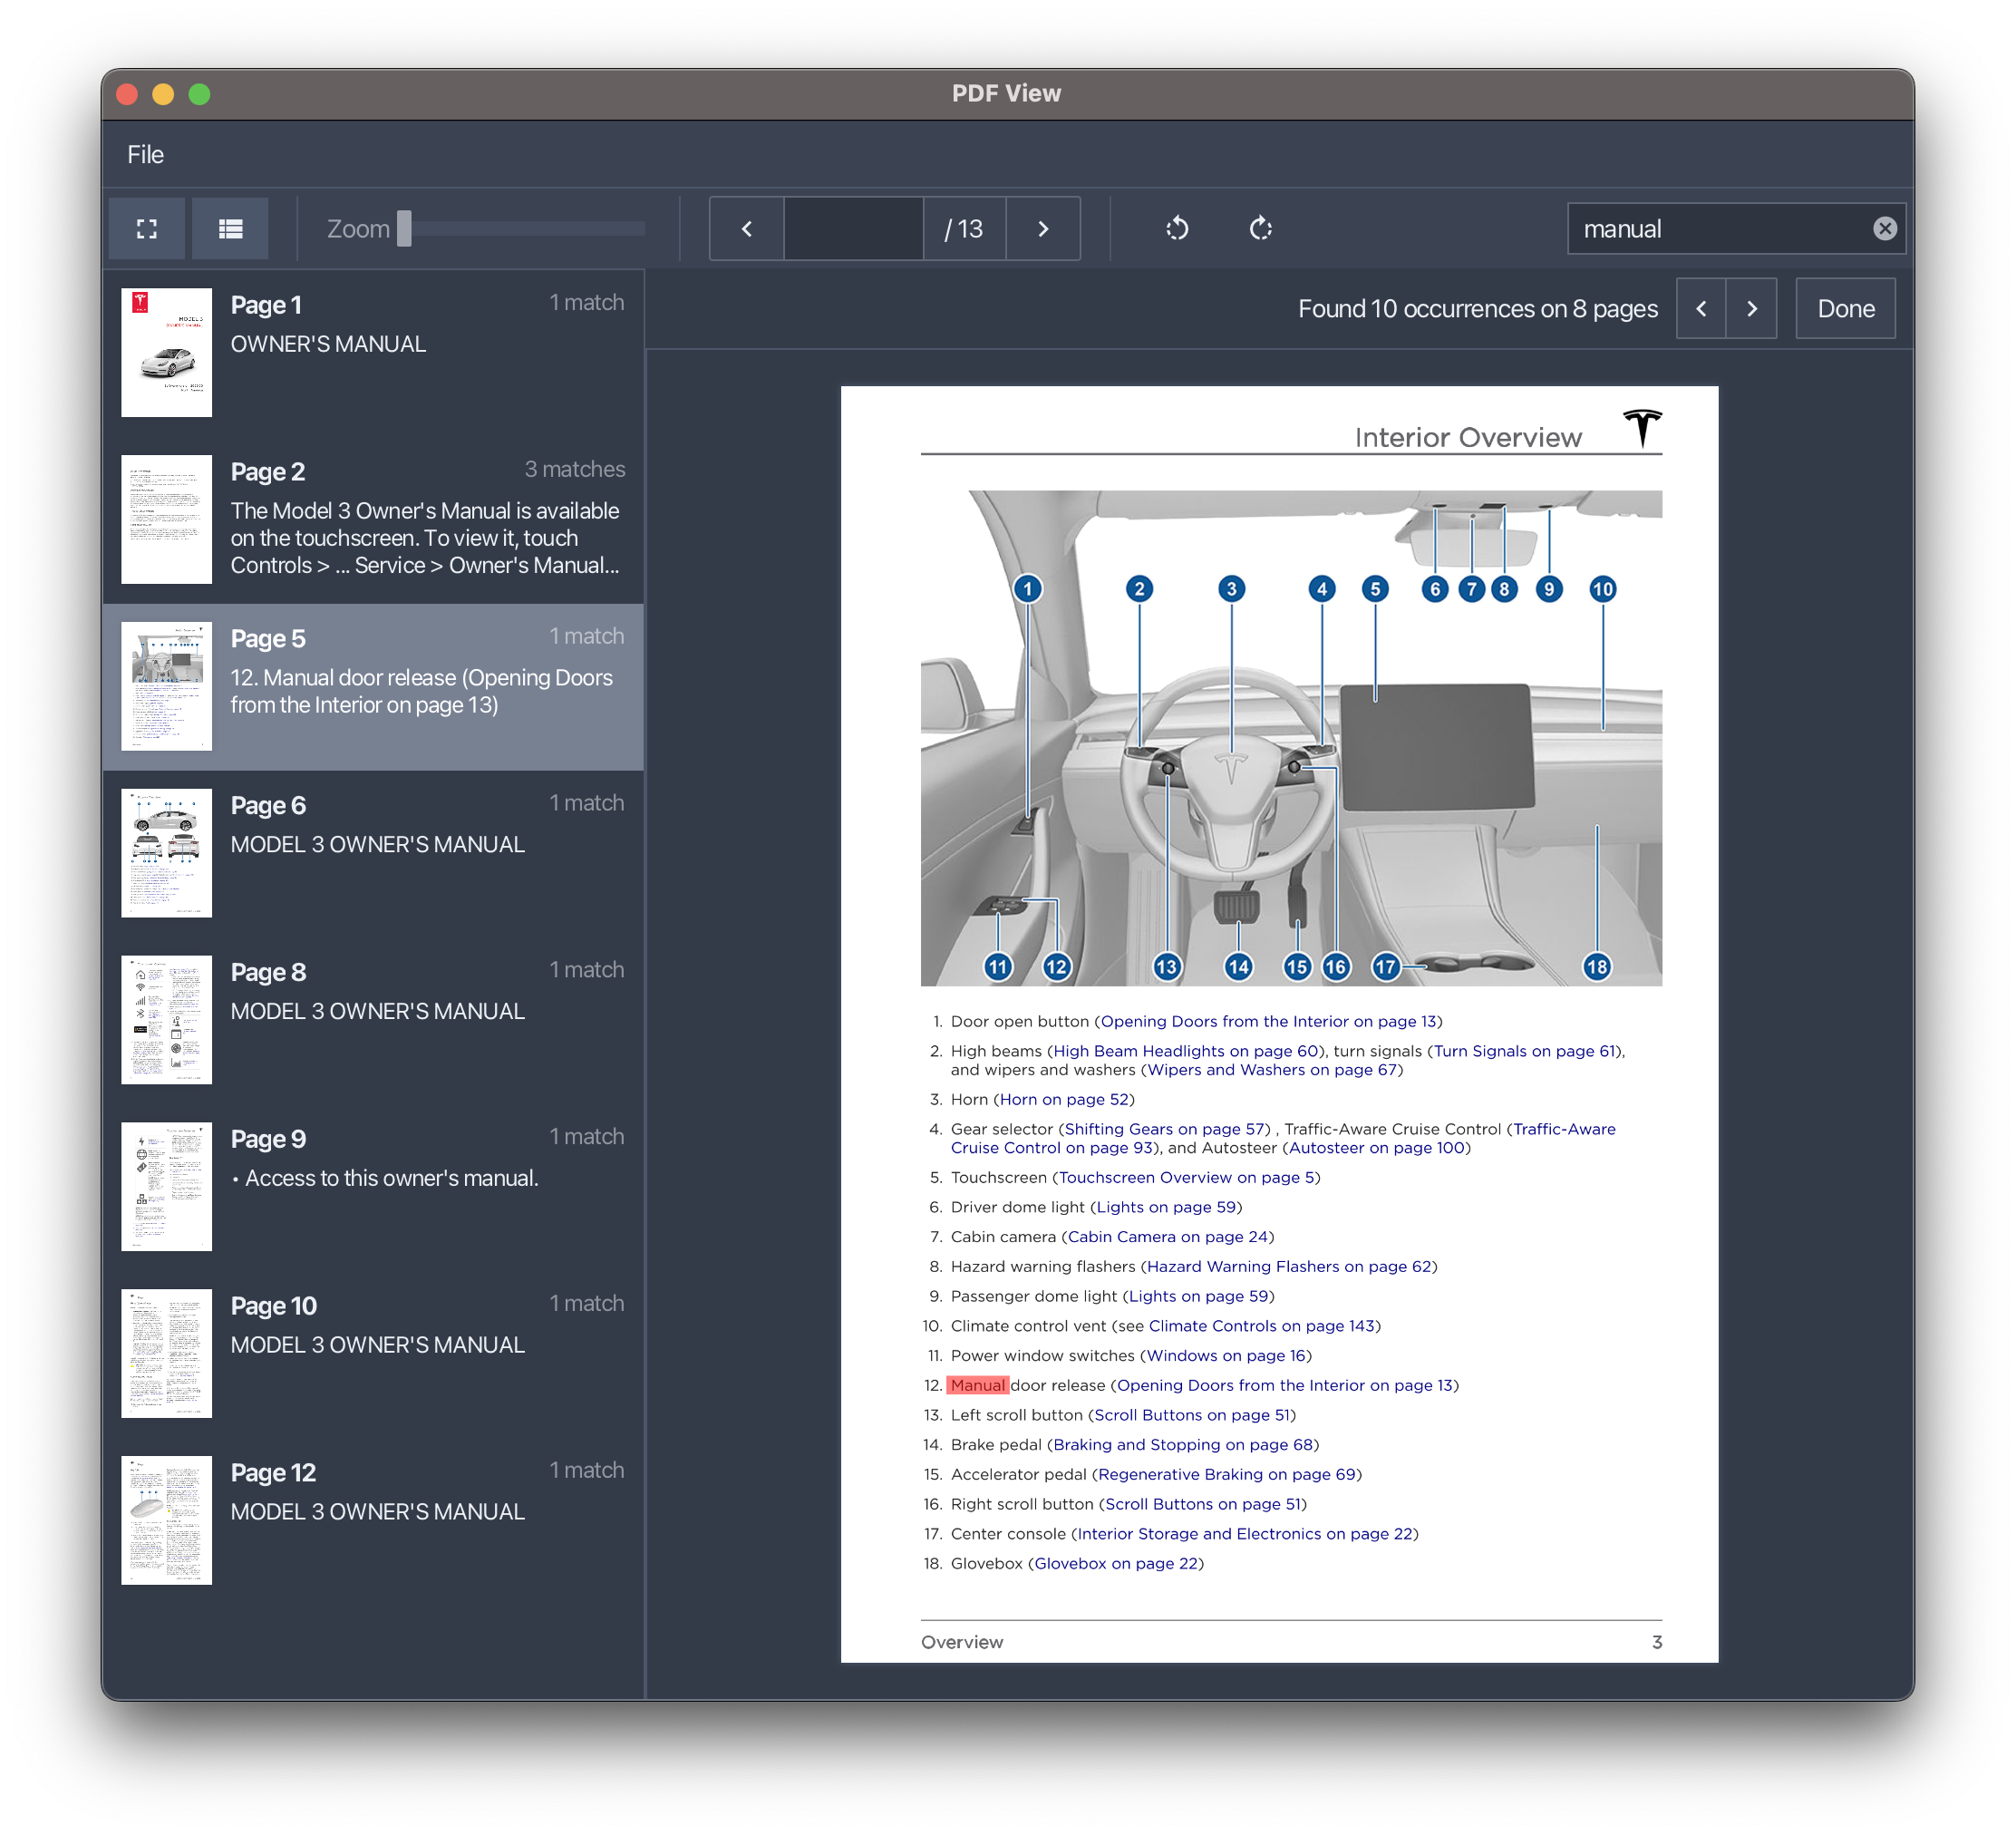 PDF View
File
Zoom
/ 13
manual
Found 10 occurrences on 8 pages
Done
Page 1
1 match
OWNER'S MANUAL
Page 2
3 matches
The Model 3 Owner's Manual is available
on the touchscreen. To view it, touch
Controls > ... Service > Owner's Manual...
Page 5
1 match
12. Manual door release (Opening Doors
from the Interior on page 13)
Page 6
1 match
MODEL 3 OWNER'S MANUAL
Page 8
1 match
MODEL 3 OWNER'S MANUAL
Page 9
1 match
• Access to this owner's manual.
Page 10
1 match
MODEL 3 OWNER'S MANUAL
Page 12
1 match
MODEL 3 OWNER'S MANUAL
Interior Overview
1 2 3 4 5 6 7 8 9 10
11 12 13 14 15 16 17 18
1. Door open button (Opening Doors from the Interior on page 13)
2. High beams (High Beam Headlights on page 60), turn signals (Turn Signals on page 61),
and wipers and washers (Wipers and Washers on page 67)
3. Horn (Horn on page 52)
4. Gear selector (Shifting Gears on page 57) , Traffic-Aware Cruise Control (Traffic-Aware
Cruise Control on page 93), and Autosteer (Autosteer on page 100)
5. Touchscreen (Touchscreen Overview on page 5)
6. Driver dome light (Lights on page 59)
7. Cabin camera (Cabin Camera on page 24)
8. Hazard warning flashers (Hazard Warning Flashers on page 62)
9. Passenger dome light (Lights on page 59)
10. Climate control vent (see Climate Controls on page 143)
11. Power window switches (Windows on page 16)
12. Manual door release (Opening Doors from the Interior on page 13)
13. Left scroll button (Scroll Buttons on page 51)
14. Brake pedal (Braking and Stopping on page 68)
15. Accelerator pedal (Regenerative Braking on page 69)
16. Right scroll button (Scroll Buttons on page 51)
17. Center console (Interior Storage and Electronics on page 22)
18. Glovebox (Glovebox on page 22)
Overview
3